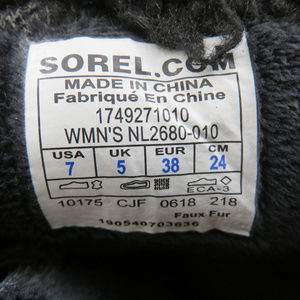 SOREL.COM
MADE IN CHINA
Fabriqué En Chine
1749271010
WMN'S NL2680-010
USA UK EUR CM
7 5 38 24
ECA-3
10175 CJF 0618 218
Faux Fur
190540703636